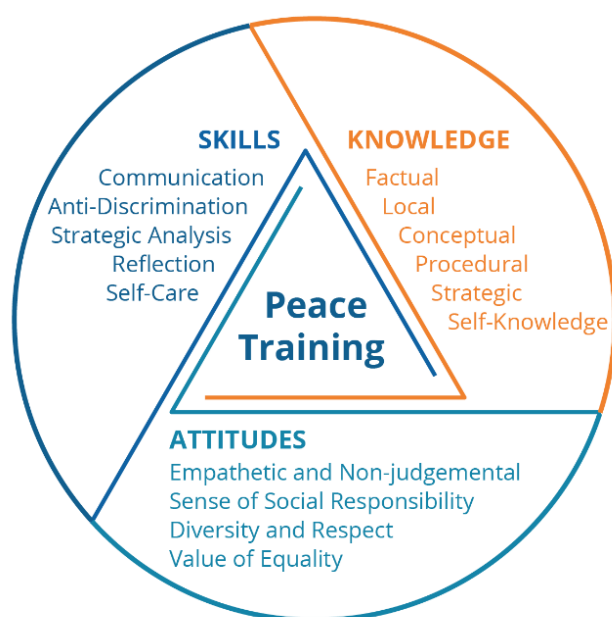 SKILLS
Communication
Anti-Discrimination
Strategic Analysis
Reflection
Self-Care
KNOWLEDGE
Factual
Local
Conceptual
Procedural
Strategic
Self-Knowledge
Peace
Training
ATTITUDES
Empathetic and Non-judgemental
Sense of Social Responsibility
Diversity and Respect
Value of Equality